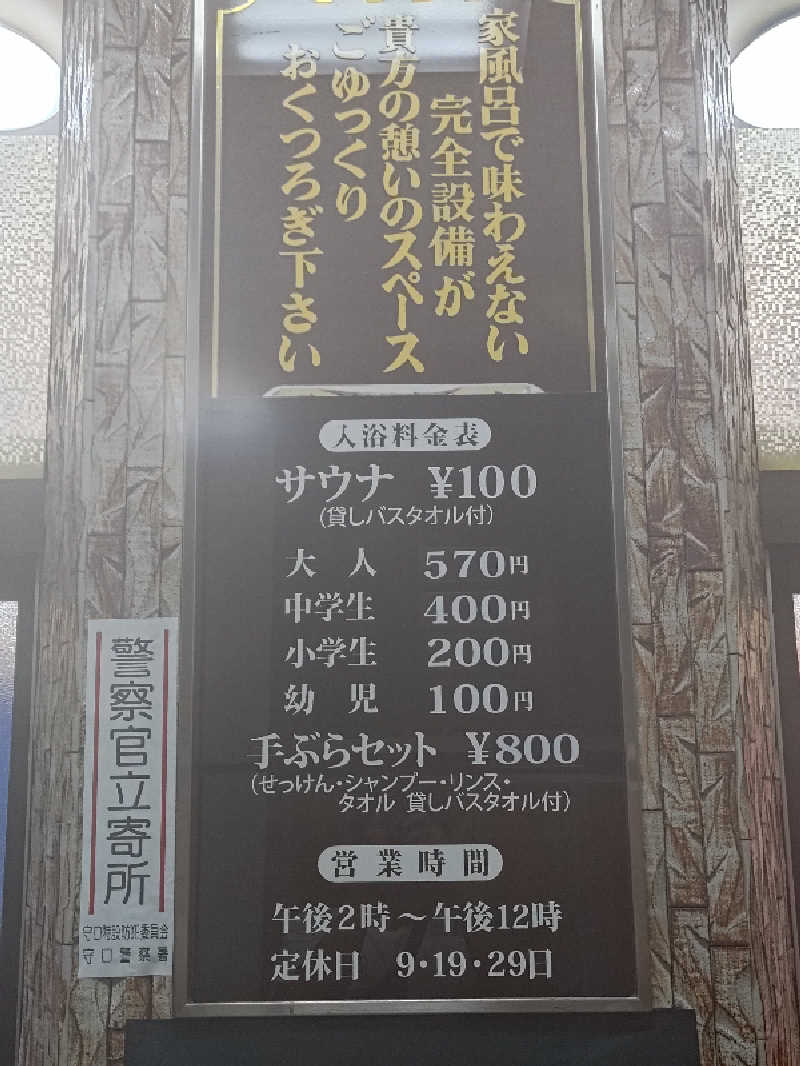 家風呂で味わえない
完全設備が
貴方の憩いのスペース
ごゆっくり
おくつろぎ下さい
入浴料金表
サウナ ¥100
(貸しバスタオル付)
大人 570円
中学生 400円
小学生 200円
幼児 100円
手ぶらセット ¥800
(せっけん・シャンプー・リンス・
タオル 貸しバスタオル付)
営業時間
午後2時〜午後12時
定休日 9・19・29日
警察官立寄所
守口警察署